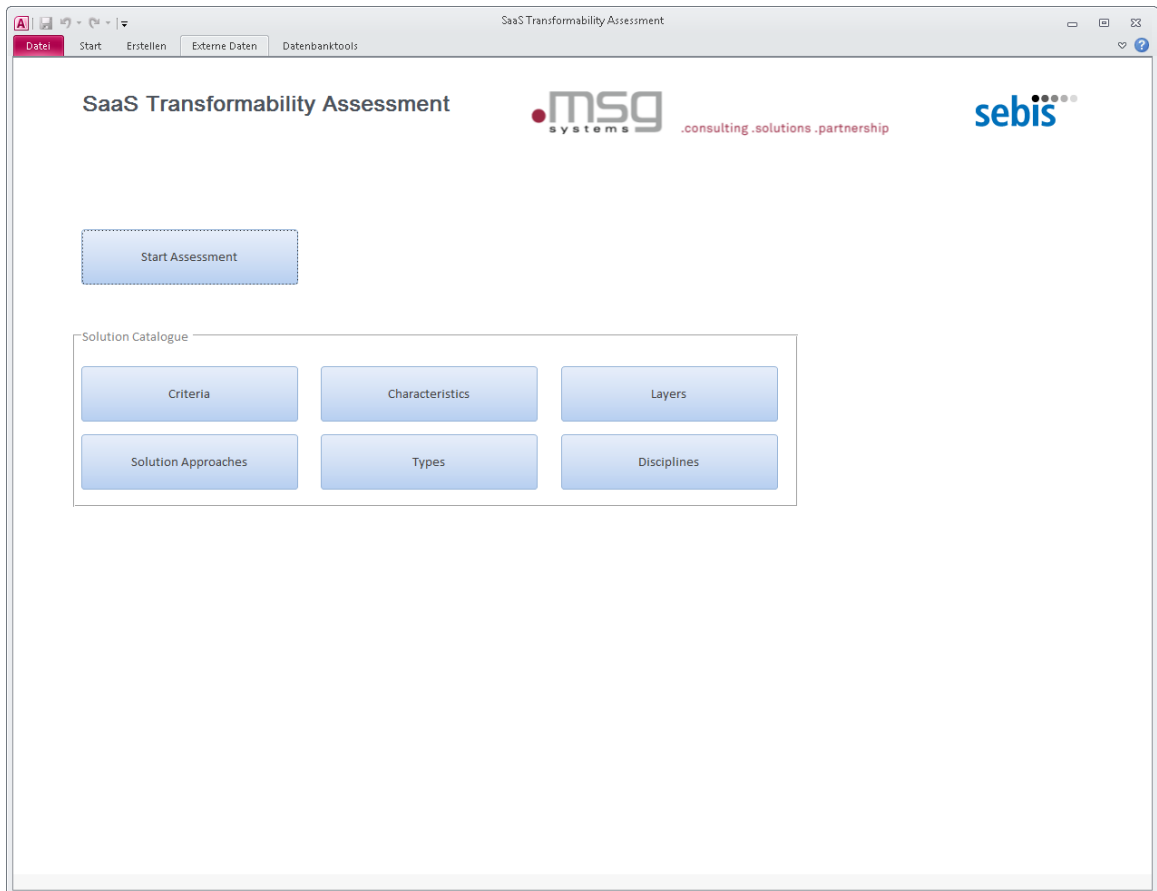 SaaS Transformability Assessment
Datei Start Erstellen Externe Daten Datenbanktools
SaaS Transformability Assessment
.msg
systems
.consulting .solutions .partnership
sebis
Start Assessment
Solution Catalogue
Criteria Characteristics Layers
Solution Approaches Types Disciplines